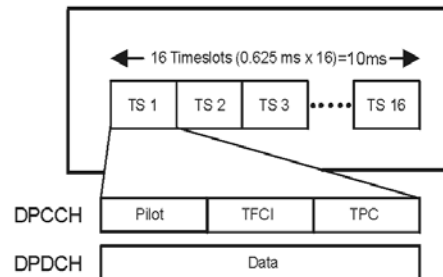 16 Timeslots (0.625 ms x 16)=10ms
TS 1 TS 2 TS 3 TS 16
DPCCH Pilot TFCI TPC
DPDCH Data